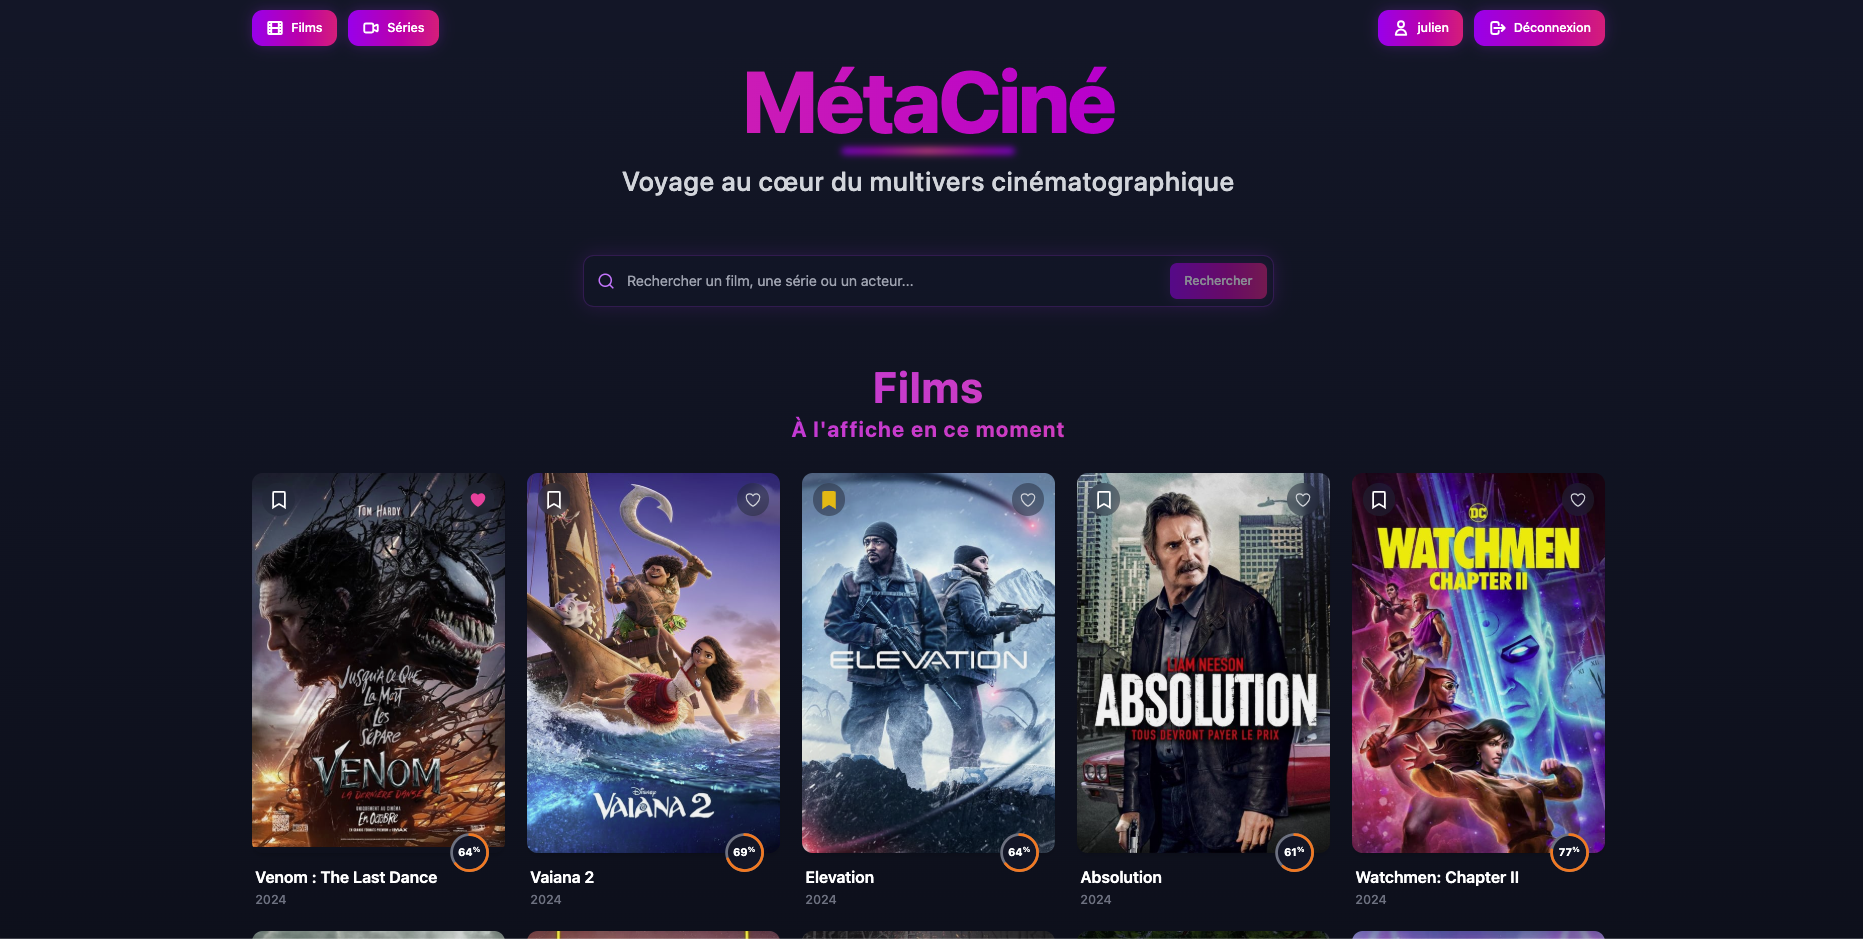 Films
Séries
julien
Déconnexion
MétaCiné
Voyage au cœur du multivers cinématographique
Rechercher un film, une série ou un acteur...
Rechercher
Films
À l'affiche en ce moment
TOM HARDY
JUSQU'À CE QUE
LA MORT
LES
SÉPARE
VENOM
LA DERNIÈRE DANSE
UNIQUEMENT AU CINÉMA
EN OCTOBRE
64%
Venom : The Last Dance
2024
Disney
VAIANA 2
69%
Vaiana 2
2024
ELEVATION
64%
Elevation
2024
LIAM NEESON
ABSOLUTION
TOUS DEVRONT PAYER LE PRIX
61%
Absolution
2024
DC
WATCHMEN
CHAPTER II
77%
Watchmen: Chapter II
2024